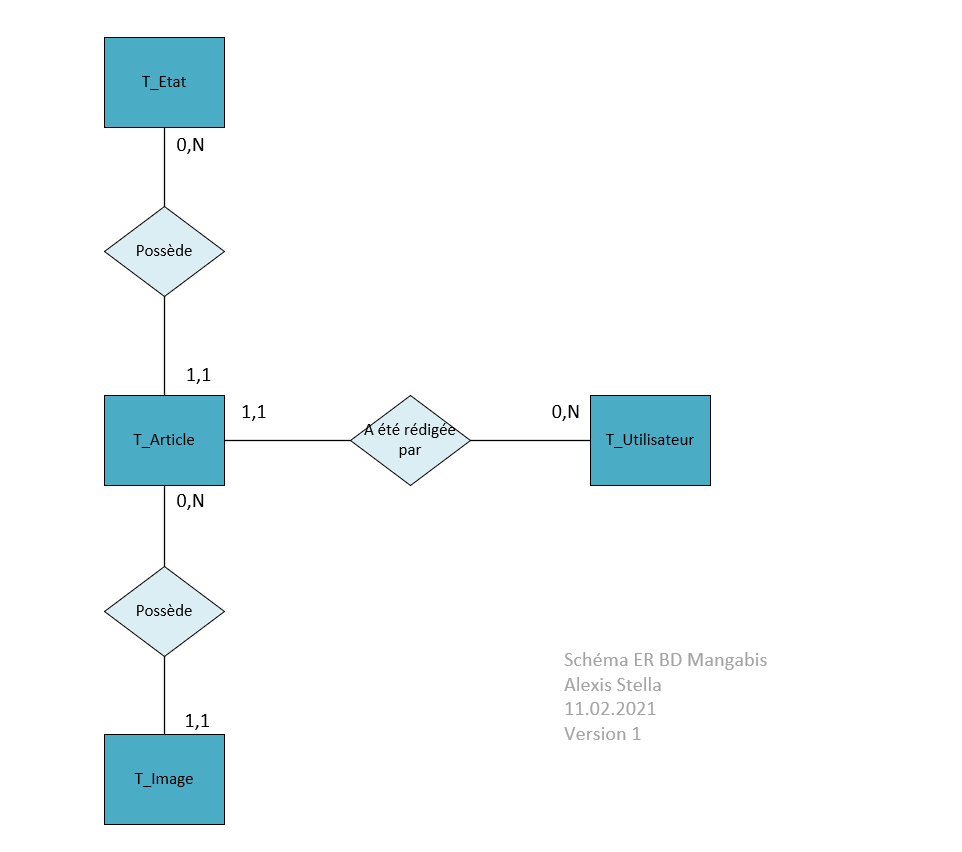 T_Etat
0,N
Possède
1,1
T_Article
1,1
A été rédigée
par
0,N
T_Utilisateur
0,N
Possède
1,1
T_Image
Schéma ER BD Mangabis
Alexis Stella
11.02.2021
Version 1